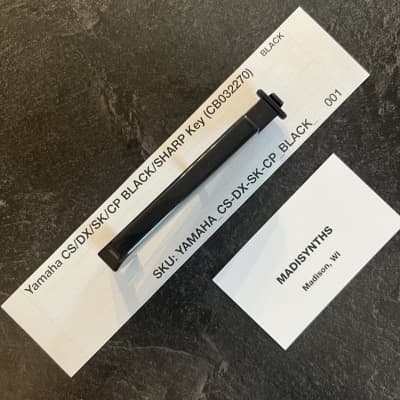 Yamaha CS/DX/SK/CP BLACK/SHARP Key (CB032270)
BLACK
SKU: YAMAHA_CS-DX-SK-CP_BLACK_ 001
MADISYNTHS
Madison, WI